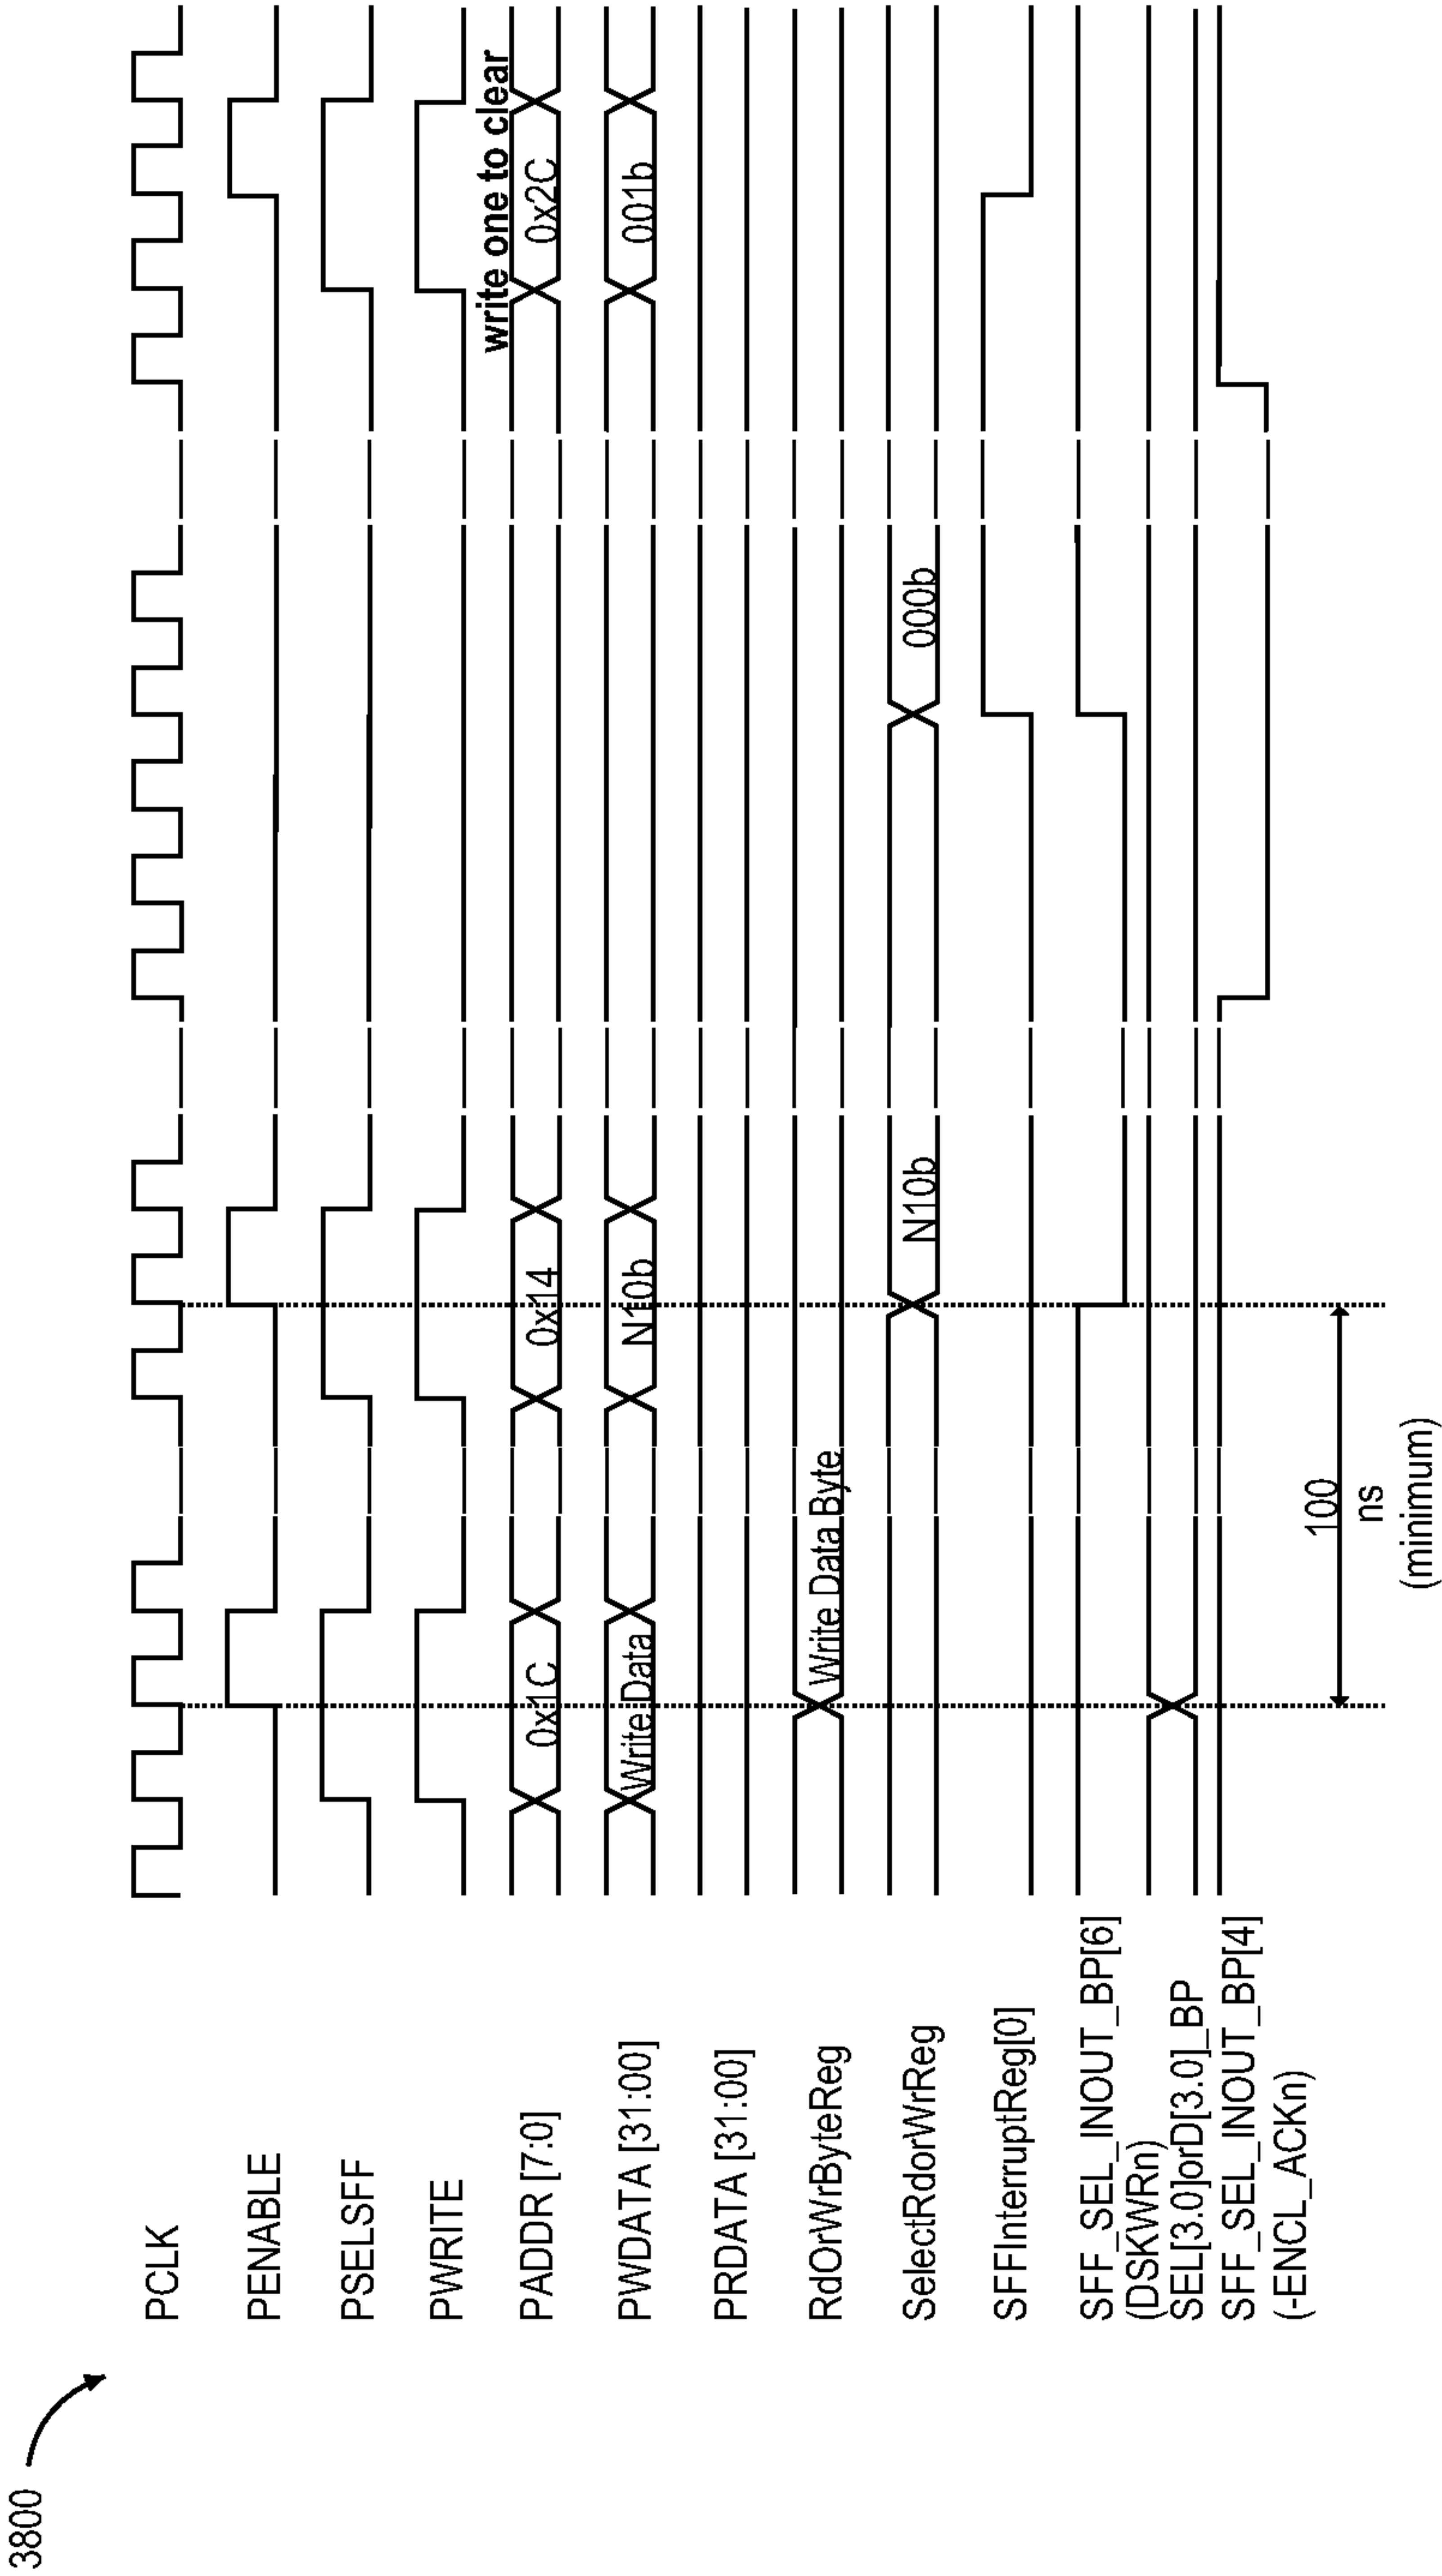 3800
PCLK
PENABLE
PSELSFF
PWRITE
write one to clear
PADDR [7:0]
0x1C
0x14
0x2C
PWDATA [31:00]
Write Data
N10b
001b
PRDATA [31:00]
RdOrWrByteReg
Write Data Byte
SelectRdorWrReg
N10b
000b
SFFInterruptReg[0]
SFF_SEL_INOUT_BP[6]
(DSKWRn)
SEL[3.0]orD[3.0]_BP
SFF_SEL_INOUT_BP[4]
(-ENCL_ACKn)
100
ns
(minimum)